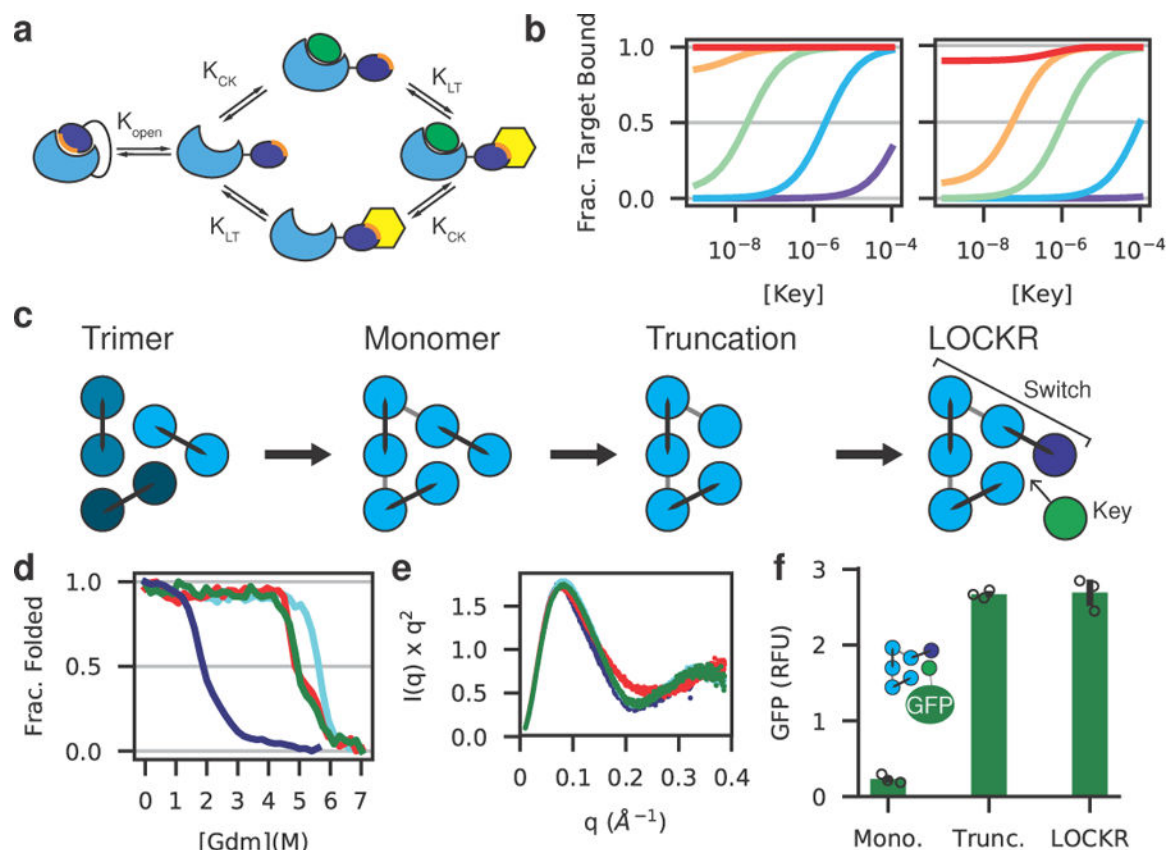 a
K_CK
K_LT
K_open
K_LT
K_CK
b
Frac. Target Bound
1.0
0.5
0.0
10⁻⁸ 10⁻⁶ 10⁻⁴
10⁻⁸ 10⁻⁶ 10⁻⁴
[Key]
[Key]
c
Trimer Monomer Truncation LOCKR
Switch
Key
d
Frac. Folded
1.0
0.5
0.0
0 1 2 3 4 5 6 7
[Gdm](M)
e
I(q) x q²
1.5
1.0
0.5
0.0
0 0.1 0.2 0.3 0.4
q (Å⁻¹)
f
GFP (RFU)
3
2
1
0
GFP
Mono. Trunc. LOCKR